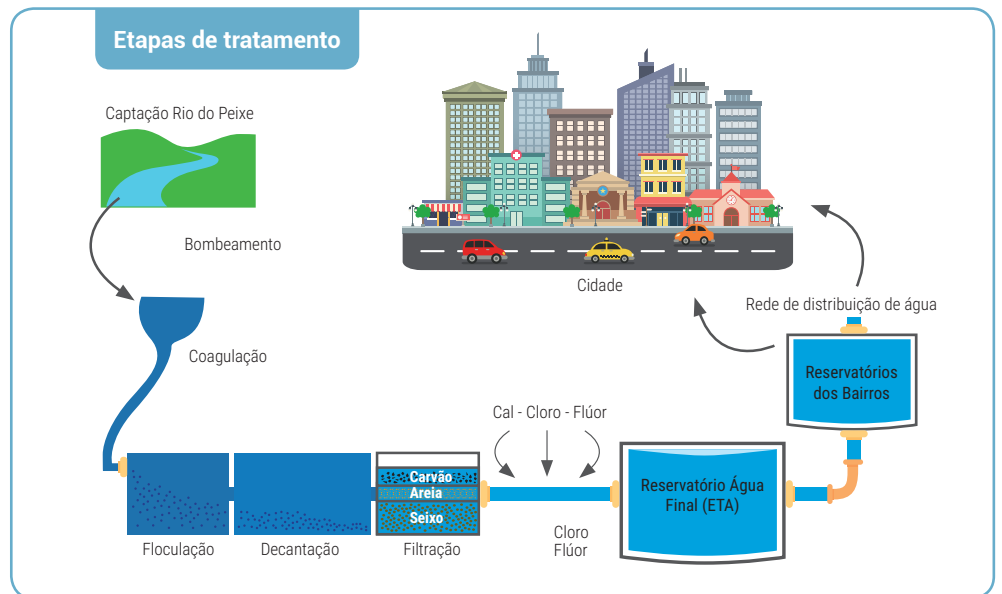 Etapas de tratamento
Captação Rio do Peixe
Bombeamento
Coagulação
Cidade
Rede de distribuição de água
Reservatórios
dos Bairros
Cal - Cloro - Flúor
Carvão
Areia
Seixo
Reservatório Água
Final (ETA)
Floculação
Decantação
Filtração
Cloro
Flúor